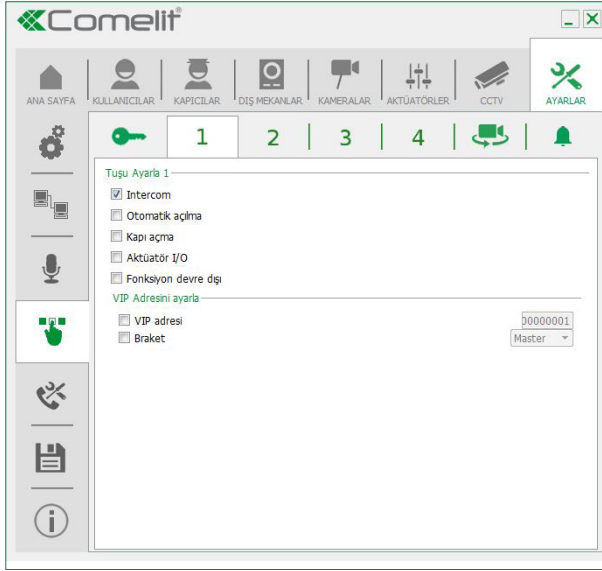 Comelit®
ANA SAYFA
KULLANICILAR
KAPICILAR
DIŞ MEKANLAR
KAMERALAR
AKTÜATÖRLER
CCTV
AYARLAR
1
2
3
4
Tuşu Ayarla 1
Intercom
Otomatik açılma
Kapı açma
Aktüatör I/O
Fonksiyon devre dışı
VIP Adresini ayarla
VIP adresi 00000001
Braket Master